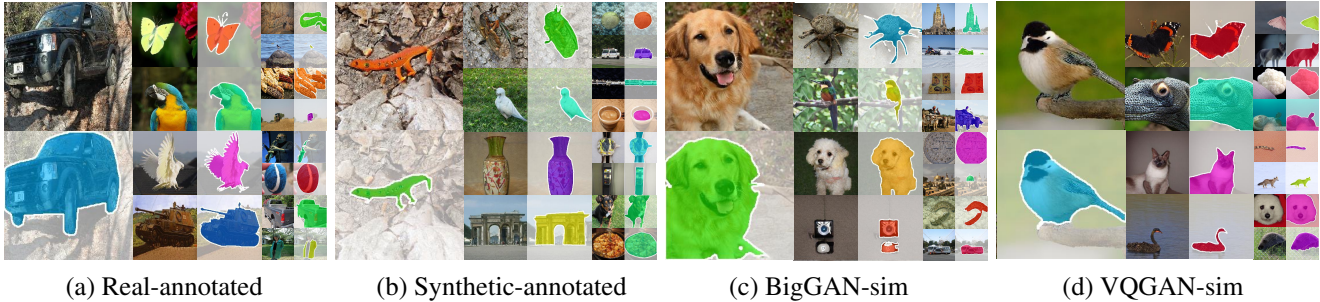 (a) Real-annotated
(b) Synthetic-annotated
(c) BigGAN-sim
(d) VQGAN-sim